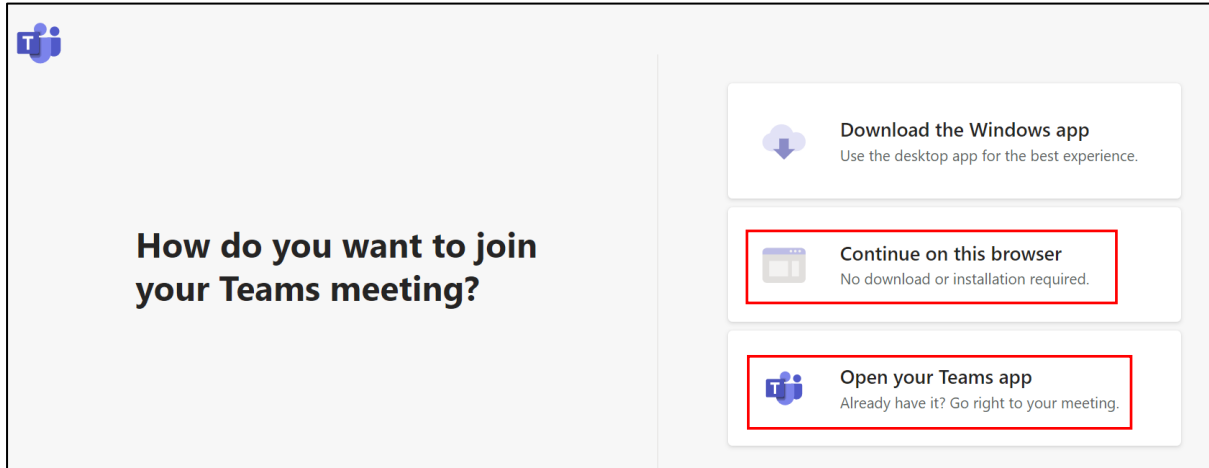 How do you want to join
your Teams meeting?
Download the Windows app
Use the desktop app for the best experience.
Continue on this browser
No download or installation required.
Open your Teams app
Already have it? Go right to your meeting.